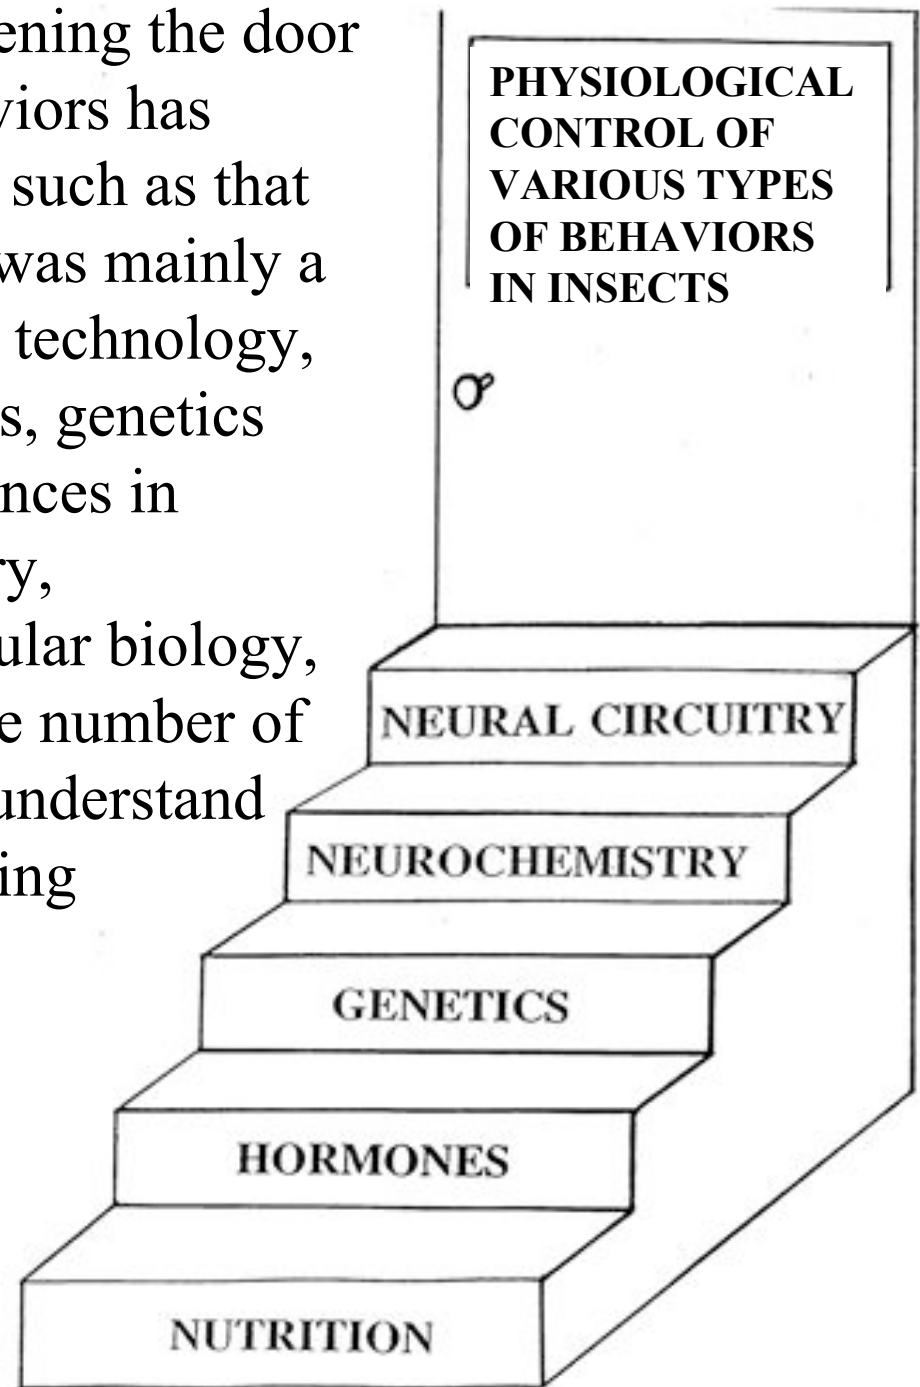 ening the door
viors has
such as that
was mainly a
technology,
s, genetics
nces in
ry,
ular biology,
e number of
understand
ing
PHYSIOLOGICAL
CONTROL OF
VARIOUS TYPES
OF BEHAVIORS
IN INSECTS
NEURAL CIRCUITRY
NEUROCHEMISTRY
GENETICS
HORMONES
NUTRITION